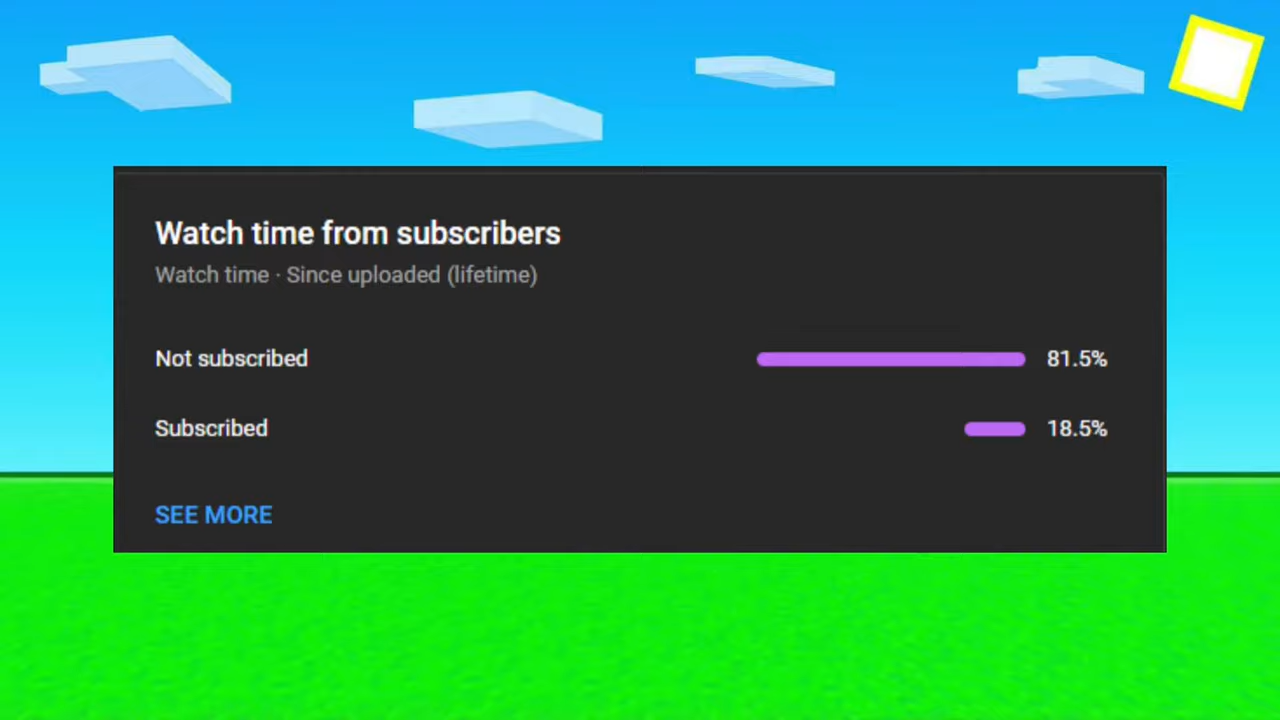 Watch time from subscribers
Watch time · Since uploaded (lifetime)
Not subscribed 81.5%
Subscribed 18.5%
SEE MORE